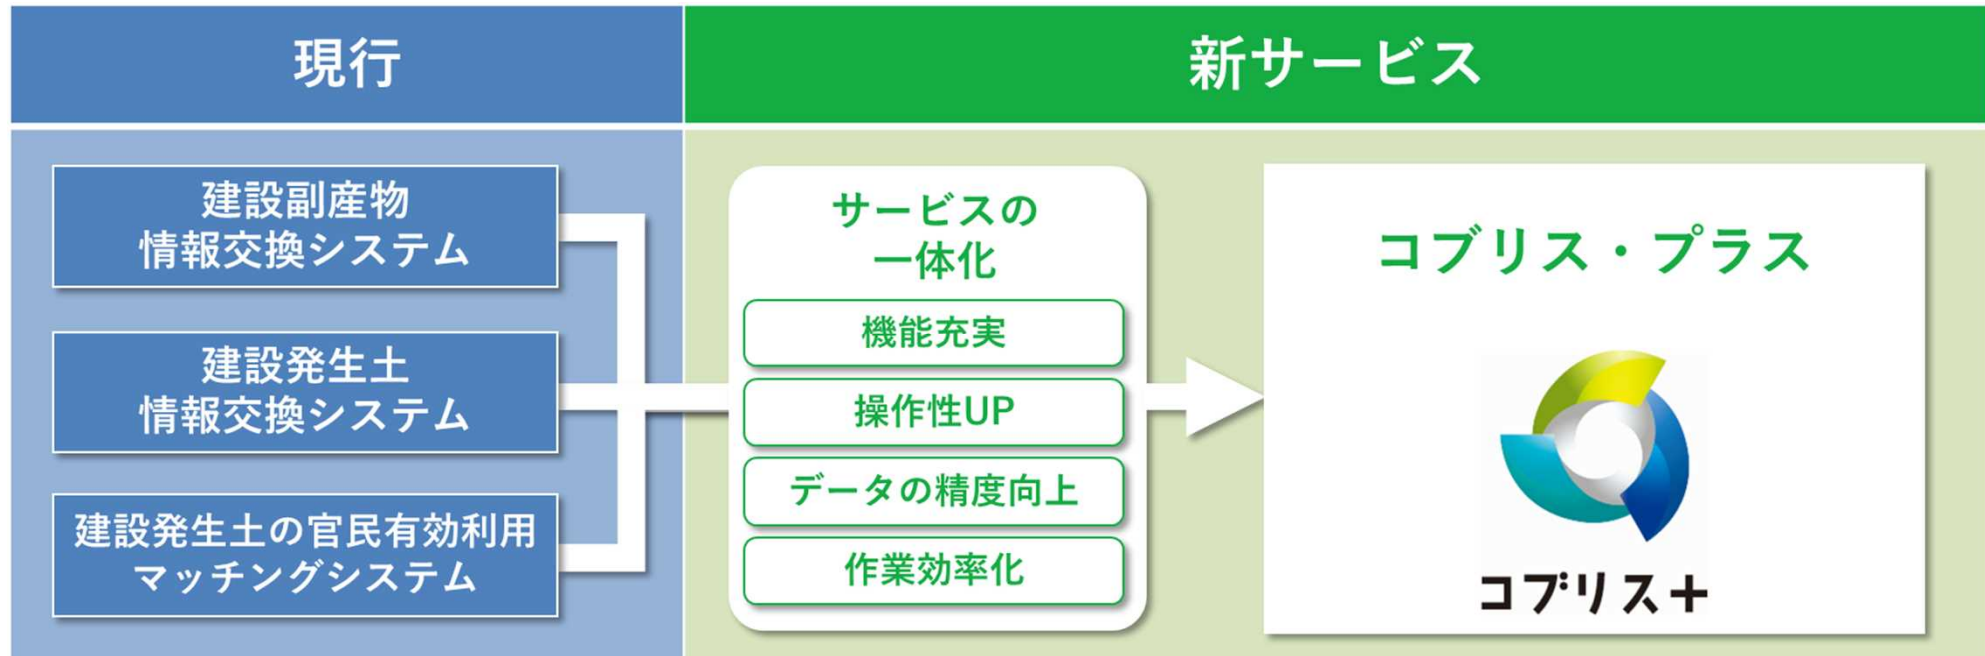 現行
新サービス
建設副産物
情報交換システム
建設発生土
情報交換システム
建設発生土の官民有効利用
マッチングシステム
サービスの
一体化
機能充実
操作性UP
データの精度向上
作業効率化
コブリス・プラス
コブリス+